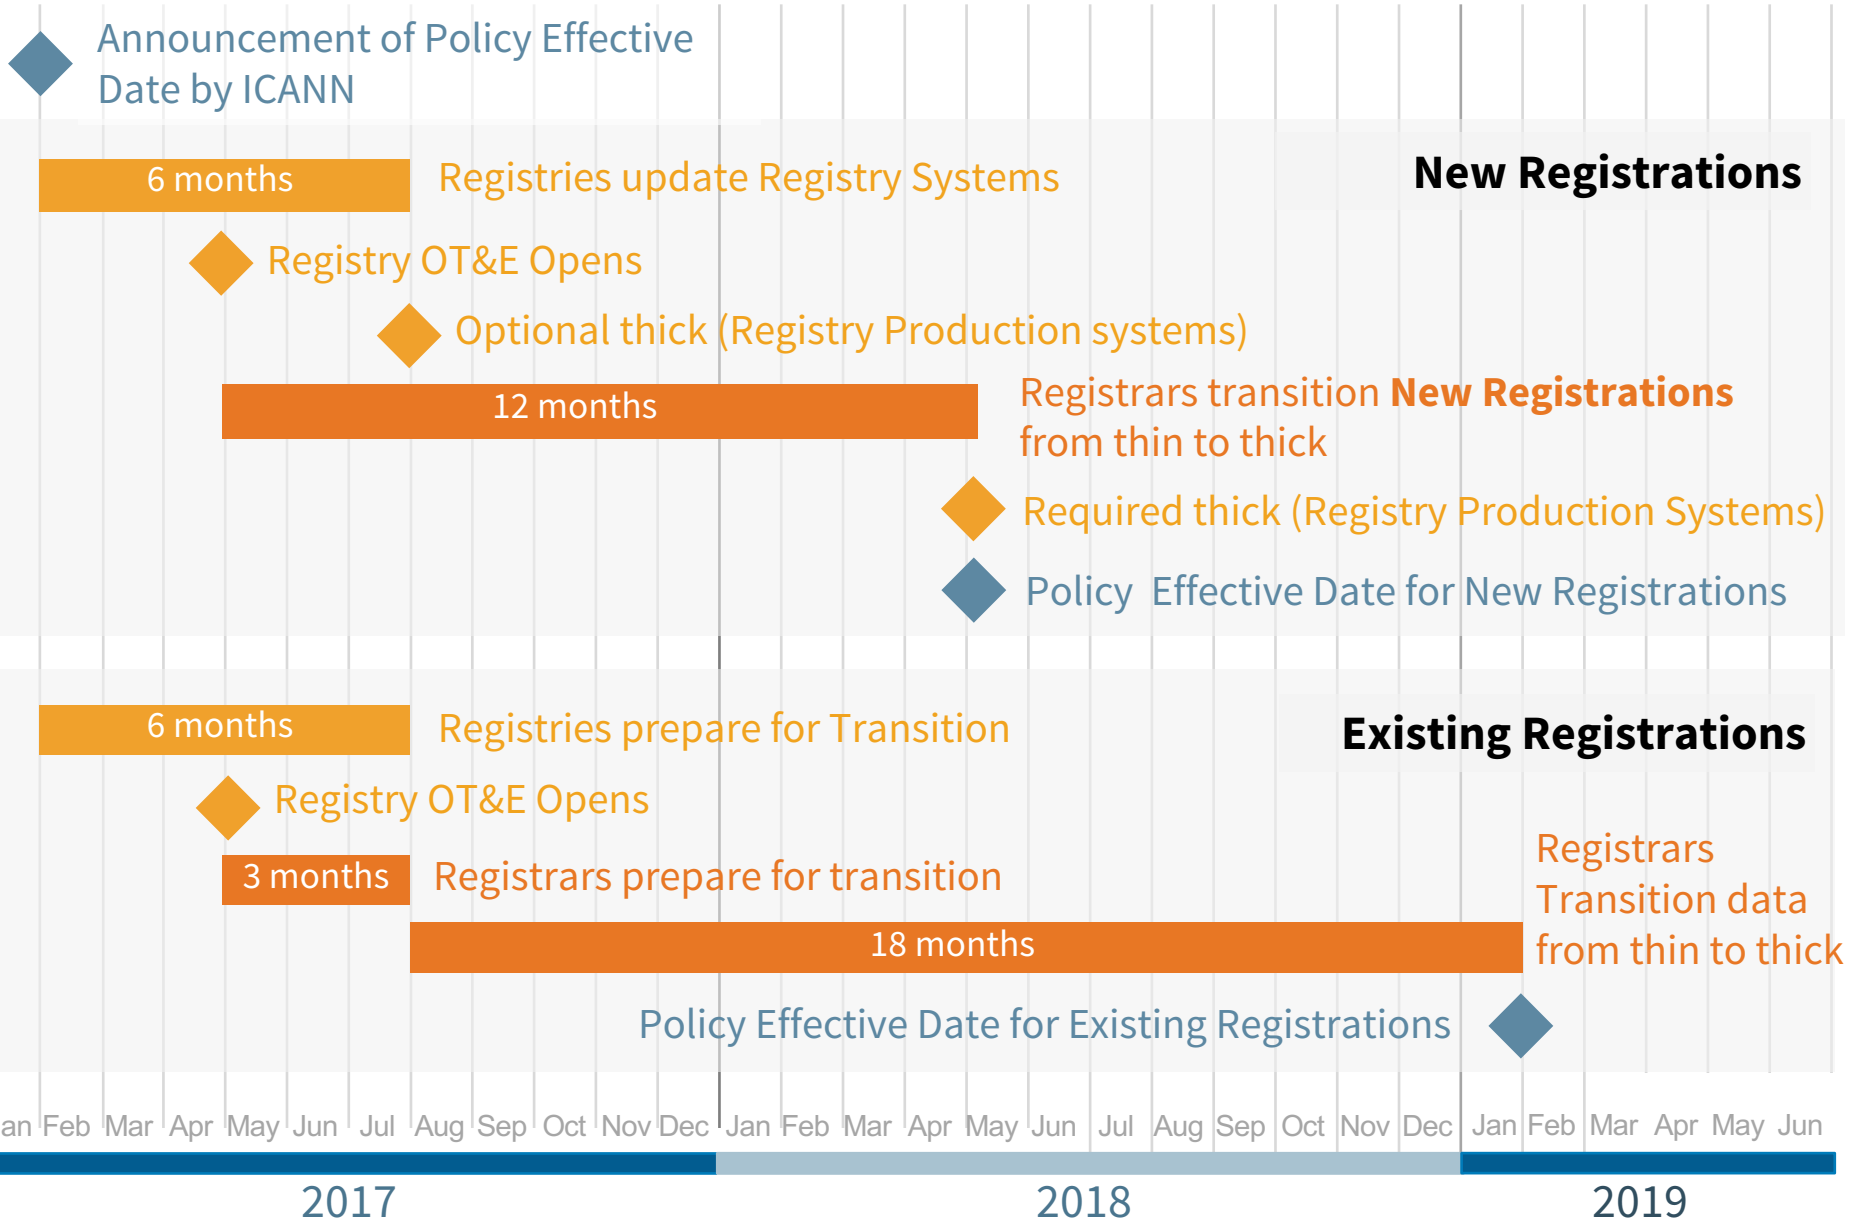 Announcement of Policy Effective
Date by ICANN
New Registrations
6 months
Registries update Registry Systems
Registry OT&E Opens
Optional thick (Registry Production systems)
12 months
Registrars transition New Registrations
from thin to thick
Required thick (Registry Production Systems)
Policy Effective Date for New Registrations
Existing Registrations
6 months
Registries prepare for Transition
Registry OT&E Opens
3 months
Registrars prepare for transition
18 months
Registrars
Transition data
from thin to thick
Policy Effective Date for Existing Registrations
an Feb Mar Apr May Jun Jul Aug Sep Oct Nov Dec Jan Feb Mar Apr May Jun Jul Aug Sep Oct Nov Dec Jan Feb Mar Apr May Jun
2017 2018 2019